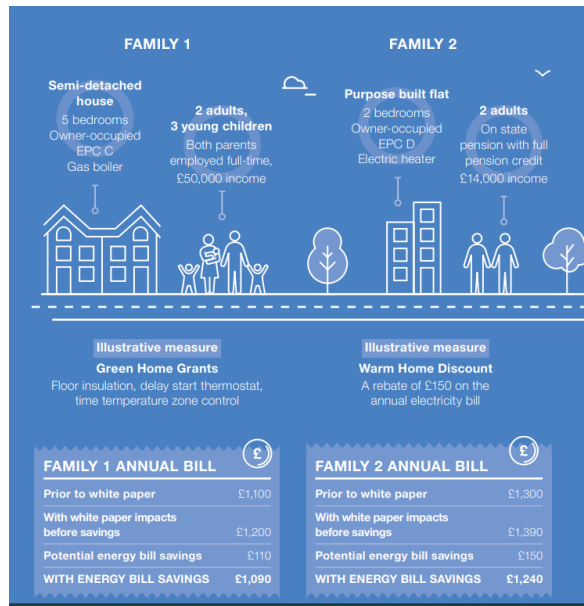 FAMILY 1
Semi-detached
house
5 bedrooms
Owner-occupied
EPC C
Gas boiler
2 adults,
3 young children
Both parents
employed full-time,
£50,000 income
FAMILY 2
Purpose built flat
2 bedrooms
Owner-occupied
EPC D
Electric heater
2 adults
On state
pension with full
pension credit
£14,000 income
Illustrative measure
Green Home Grants
Floor insulation, delay start thermostat,
time temperature zone control
Illustrative measure
Warm Home Discount
A rebate of £150 on the
annual electricity bill
£
FAMILY 1 ANNUAL BILL
Prior to white paper £1,100
With white paper impacts
before savings £1,200
Potential energy bill savings £110
WITH ENERGY BILL SAVINGS £1,090
£
FAMILY 2 ANNUAL BILL
Prior to white paper £1,300
With white paper impacts
before savings £1,390
Potential energy bill savings £150
WITH ENERGY BILL SAVINGS £1,240